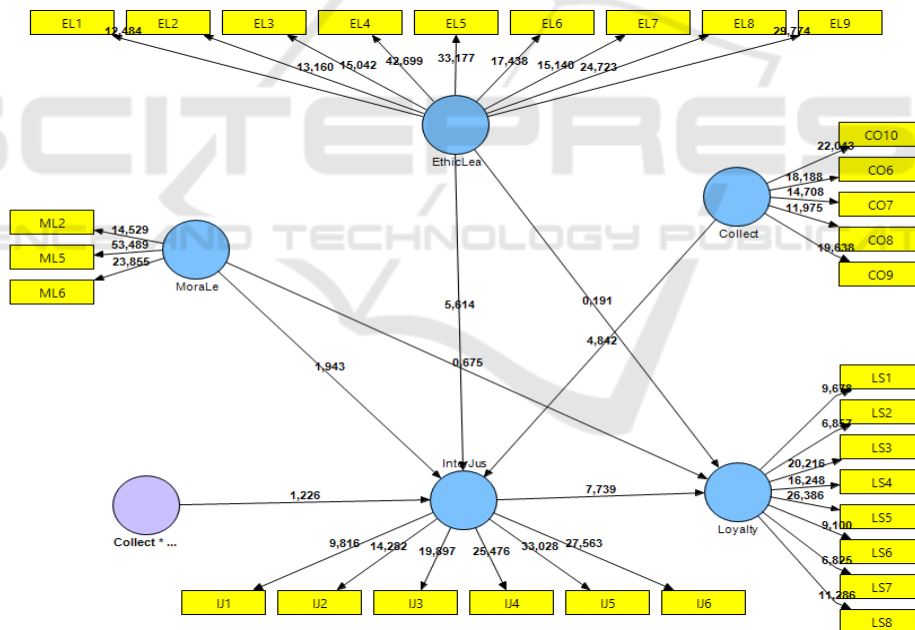 EL1 EL2 EL3 EL4 EL5 EL6 EL7 EL8 EL9
12,484 13,160 15,042 42,699 33,177 17,438 15,140 24,723 29,774
EthicLea
SCITEPRESS
SCIENCE AND TECHNOLOGY PUBLICATIONS
CO10
CO6
CO7
CO8
CO9
22,043
18,188
14,708
11,975
19,638
Collect
ML2
ML5
ML6
14,529
53,489
23,855
MoraLe
5,614
0,191
4,842
1,943
0,675
1,226
7,739
Collect * ...
InterJus
Loyalty
LS1
LS2
LS3
LS4
LS5
LS6
LS7
LS8
9,678
6,857
20,216
16,248
26,386
9,100
6,825
11,286
9,816 14,282 19,897 25,476 33,028 27,563
IJ1 IJ2 IJ3 IJ4 IJ5 IJ6